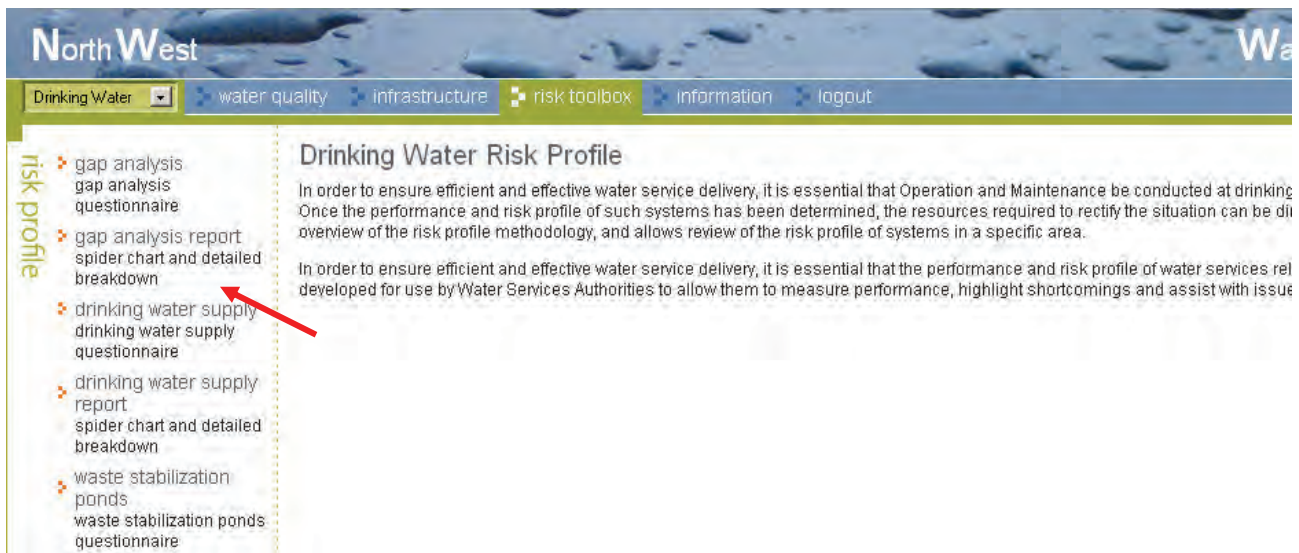 North West
Wa
Drinking Water
water quality
infrastructure
risk toolbox
information
logout
risk profile
gap analysis
gap analysis
questionnaire
gap analysis report
spider chart and detailed
breakdown
drinking water supply
drinking water supply
questionnaire
drinking water supply
report
spider chart and detailed
breakdown
waste stabilization
ponds
waste stabilization ponds
questionnaire
Drinking Water Risk Profile
In order to ensure efficient and effective water service delivery, it is essential that Operation and Maintenance be conducted at drinking
Once the performance and risk profile of such systems has been determined, the resources required to rectify the situation can be di
overview of the risk profile methodology, and allows review of the risk profile of systems in a specific area.
In order to ensure efficient and effective water service delivery, it is essential that the performance and risk profile of water services rel
developed for use by Water Services Authorities to allow them to measure performance, highlight shortcomings and assist with issue